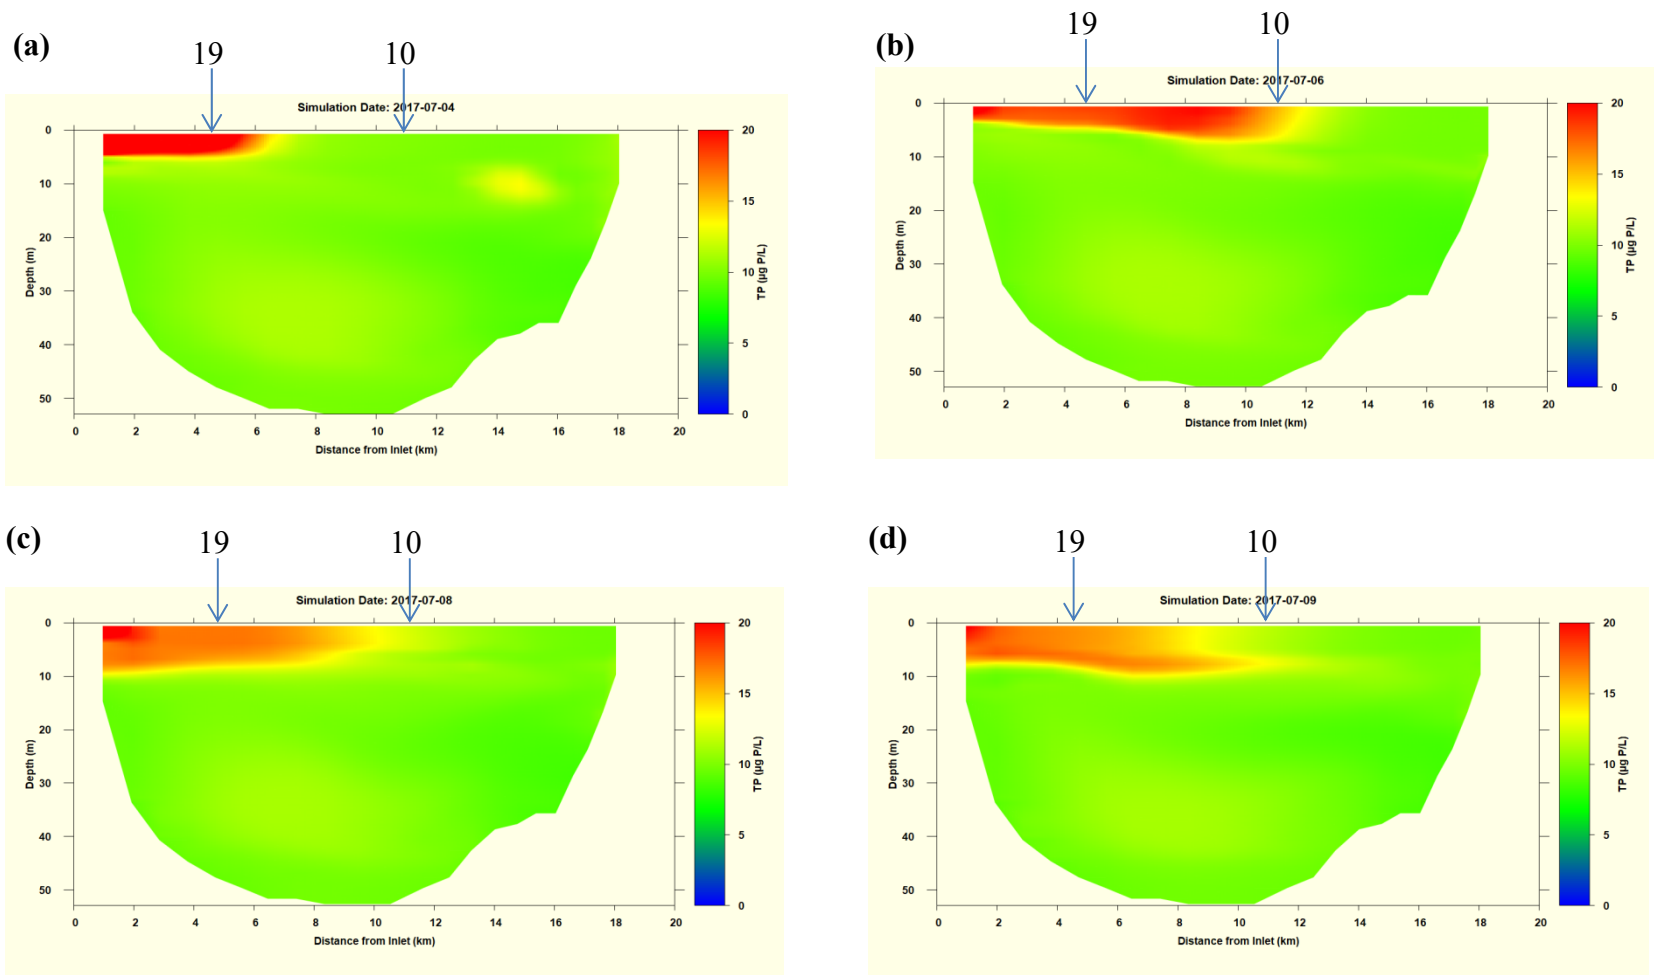 (a)
19
10
Simulation Date: 2017-07-04
0
10
20
30
40
50
Depth (m)
0 2 4 6 8 10 12 14 16 18 20
Distance from Inlet (km)
20
15
10
5
0
TP (µg P/L)
(b)
19
10
Simulation Date: 2017-07-06
0
10
20
30
40
50
Depth (m)
0 2 4 6 8 10 12 14 16 18 20
Distance from Inlet (km)
20
15
10
5
0
TP (µg P/L)
(c)
19
10
Simulation Date: 2017-07-08
0
10
20
30
40
50
Depth (m)
0 2 4 6 8 10 12 14 16 18 20
Distance from Inlet (km)
20
15
10
5
0
TP (µg P/L)
(d)
19
10
Simulation Date: 2017-07-09
0
10
20
30
40
50
Depth (m)
0 2 4 6 8 10 12 14 16 18 20
Distance from Inlet (km)
20
15
10
5
0
TP (µg P/L)